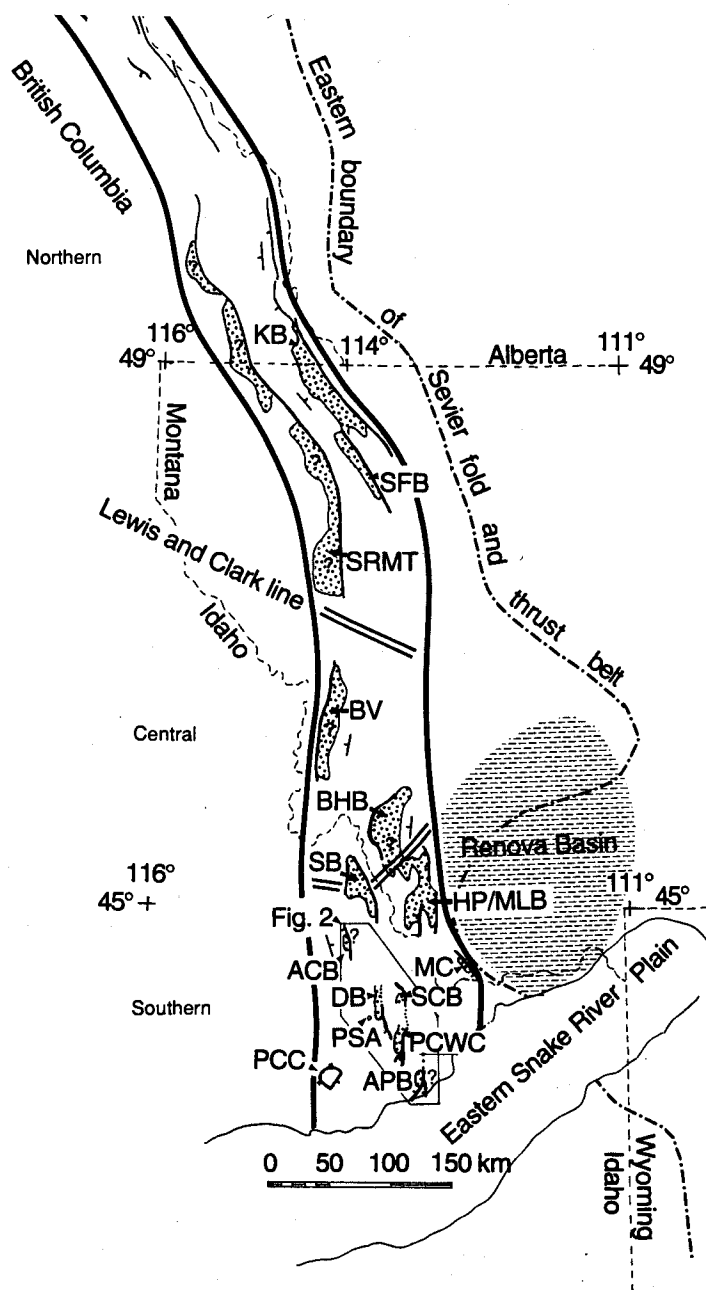 British Columbia
Eastern boundary of Sevier fold and thrust belt
Northern
116°
49°
KB
114°
Alberta
111°
49°
Montana
Idaho
SFB
Lewis and Clark line
SRMT
?
Central
BV
BHB
Renova Basin
SB
116°
45°
111°
45°
HP/MLB
Fig. 2
?
ACB
MC
Southern
DB
SCB
PSA
PCWC
PCC
APB
?
Eastern Snake River Plain
0 50 100 150 km
Wyoming
Idaho